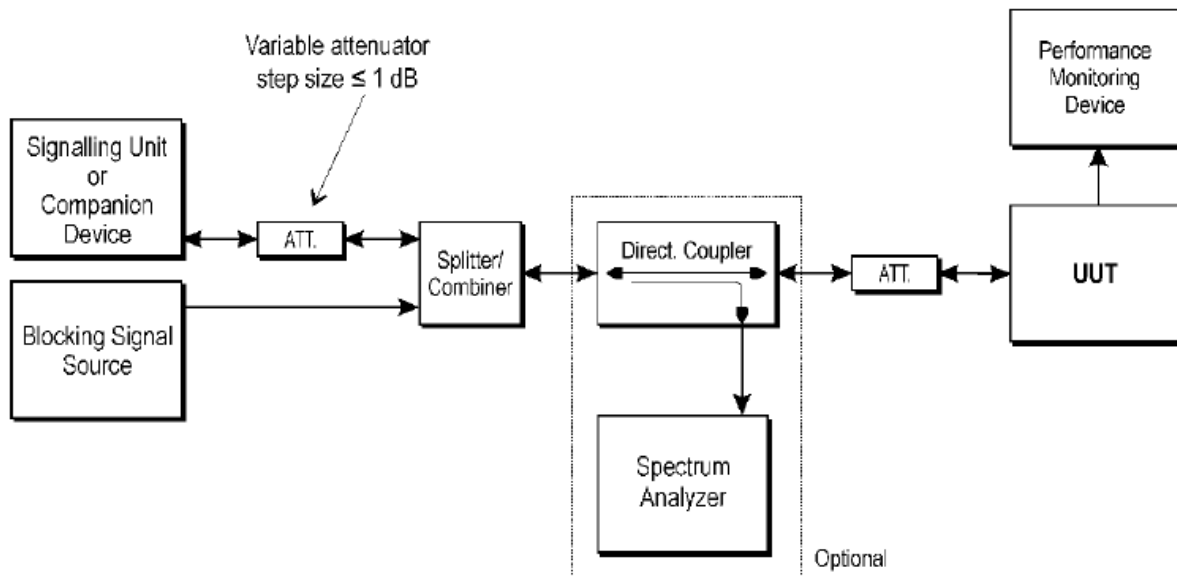 Variable attenuator
step size ≤ 1 dB
Performance
Monitoring
Device
Signalling Unit
or
Companion
Device
ATT.
Splitter/
Combiner
Direct. Coupler
ATT.
UUT
Blocking Signal
Source
Spectrum
Analyzer
Optional